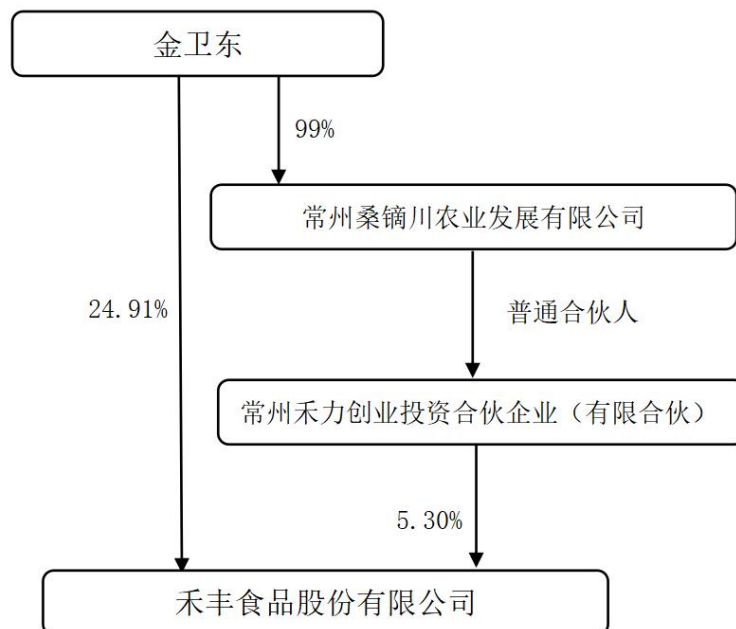 金卫东
99%
常州桑镝川农业发展有限公司
24.91%
普通合伙人
常州禾力创业投资合伙企业（有限合伙）
5.30%
禾丰食品股份有限公司